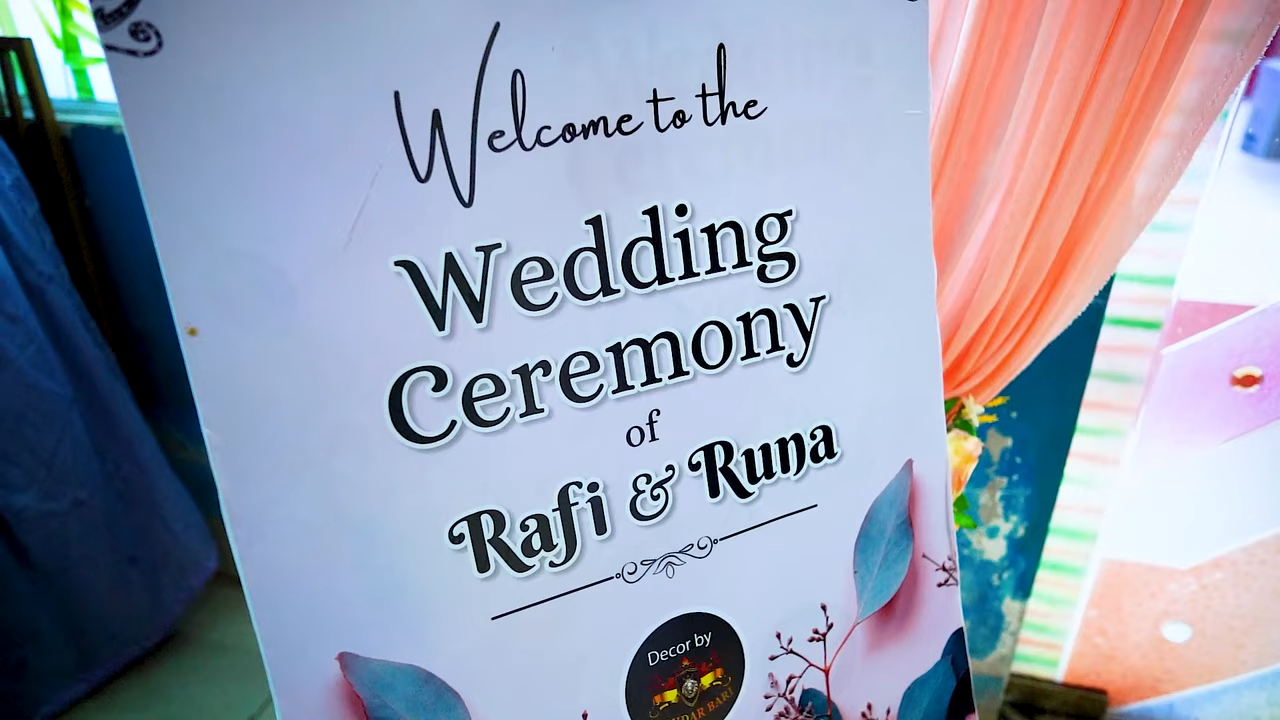 Welcome to the
Wedding
Ceremony
of
Rafi & Runa
Decor by